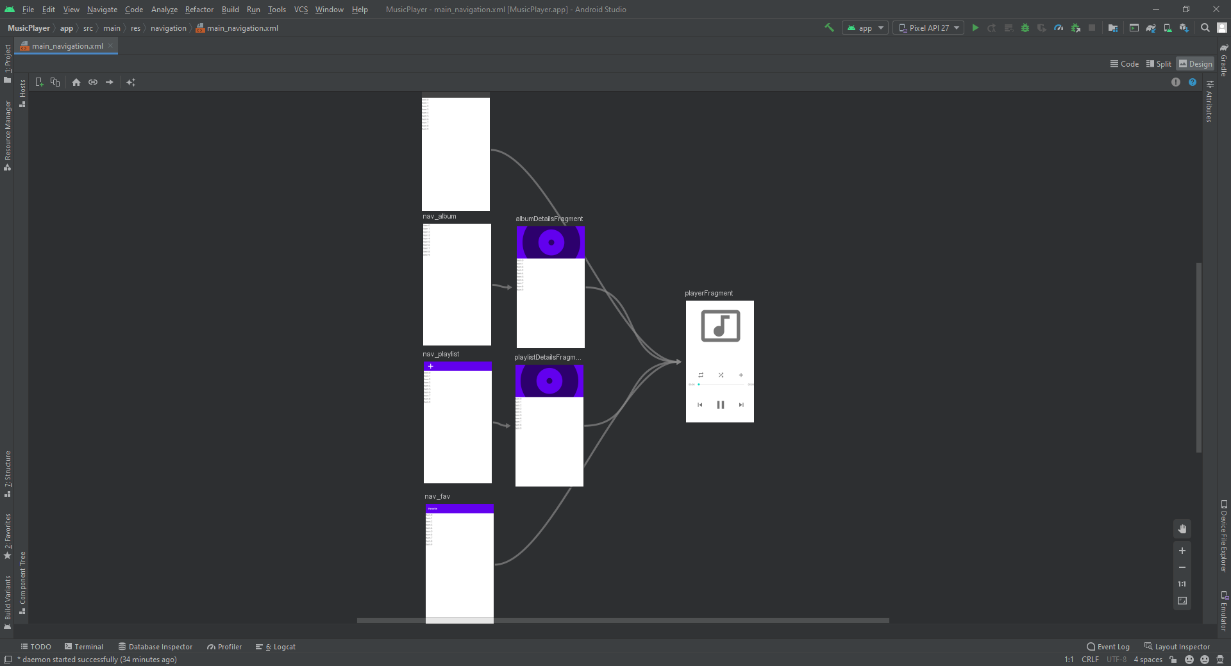 File Edit View Navigate Code Analyze Refactor Build Run Tools VCS Window Help MusicPlayer - main_navigation.xml [MusicPlayer.app] - Android Studio
MusicPlayer app src main res navigation main_navigation.xml app Pixel API 27
main_navigation.xml
Code Split Design
1: Project
Resource Manager
7: Structure
2: Favorites
Build Variants
Hosts
Component Tree
nav_album
albumDetailsFragment
nav_playlist
playlistDetailsFragm...
nav_fav
playerFragment
1:1
Gradle
Attributes
Device File Explorer
Emulator
TODO Terminal Database Inspector Profiler 6: Logcat Event Log Layout Inspector
* daemon started successfully (34 minutes ago) 1:1 CRLF UTF-8 4 spaces